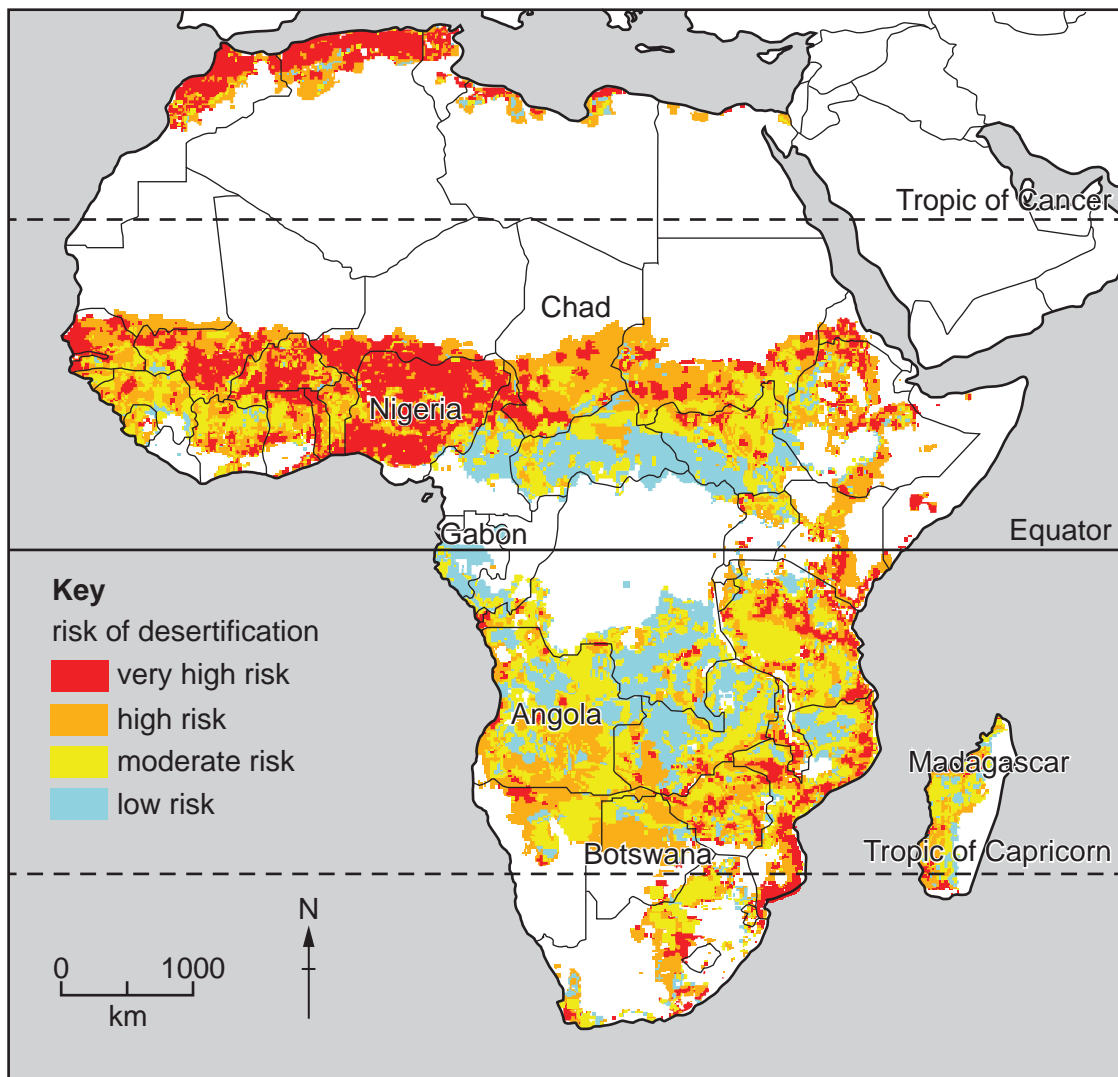 Tropic of Cancer
Chad
Nigeria
Gabon
Equator
Key
risk of desertification
very high risk
high risk
moderate risk
low risk
Angola
Madagascar
Botswana
Tropic of Capricorn
N
0 1000
km